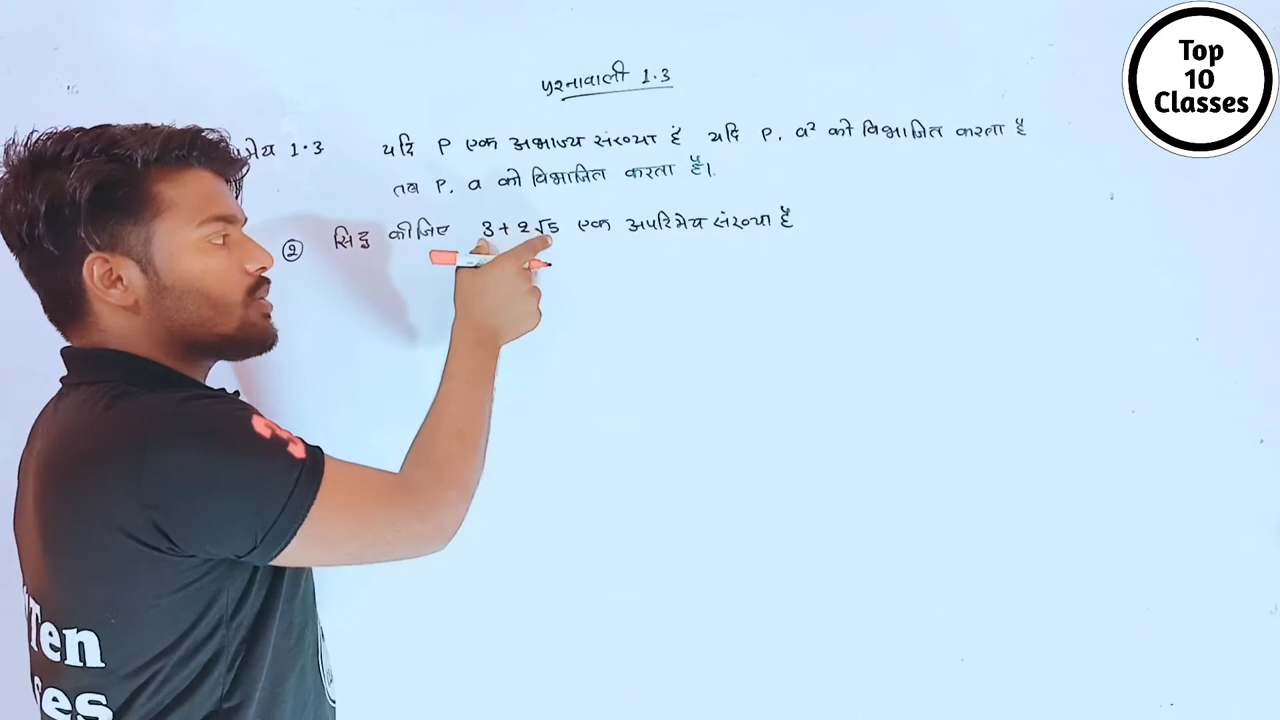 Top
10
Classes
प्रश्नावली 1.3
1.3 यदि P एक अभाज्य संख्या है यदि P, a² को विभाजित करता है
तब P, a को विभाजित करता है।
② सिद्ध कीजिए 3+2√5 एक अपरिमेय संख्या है
3
Ten